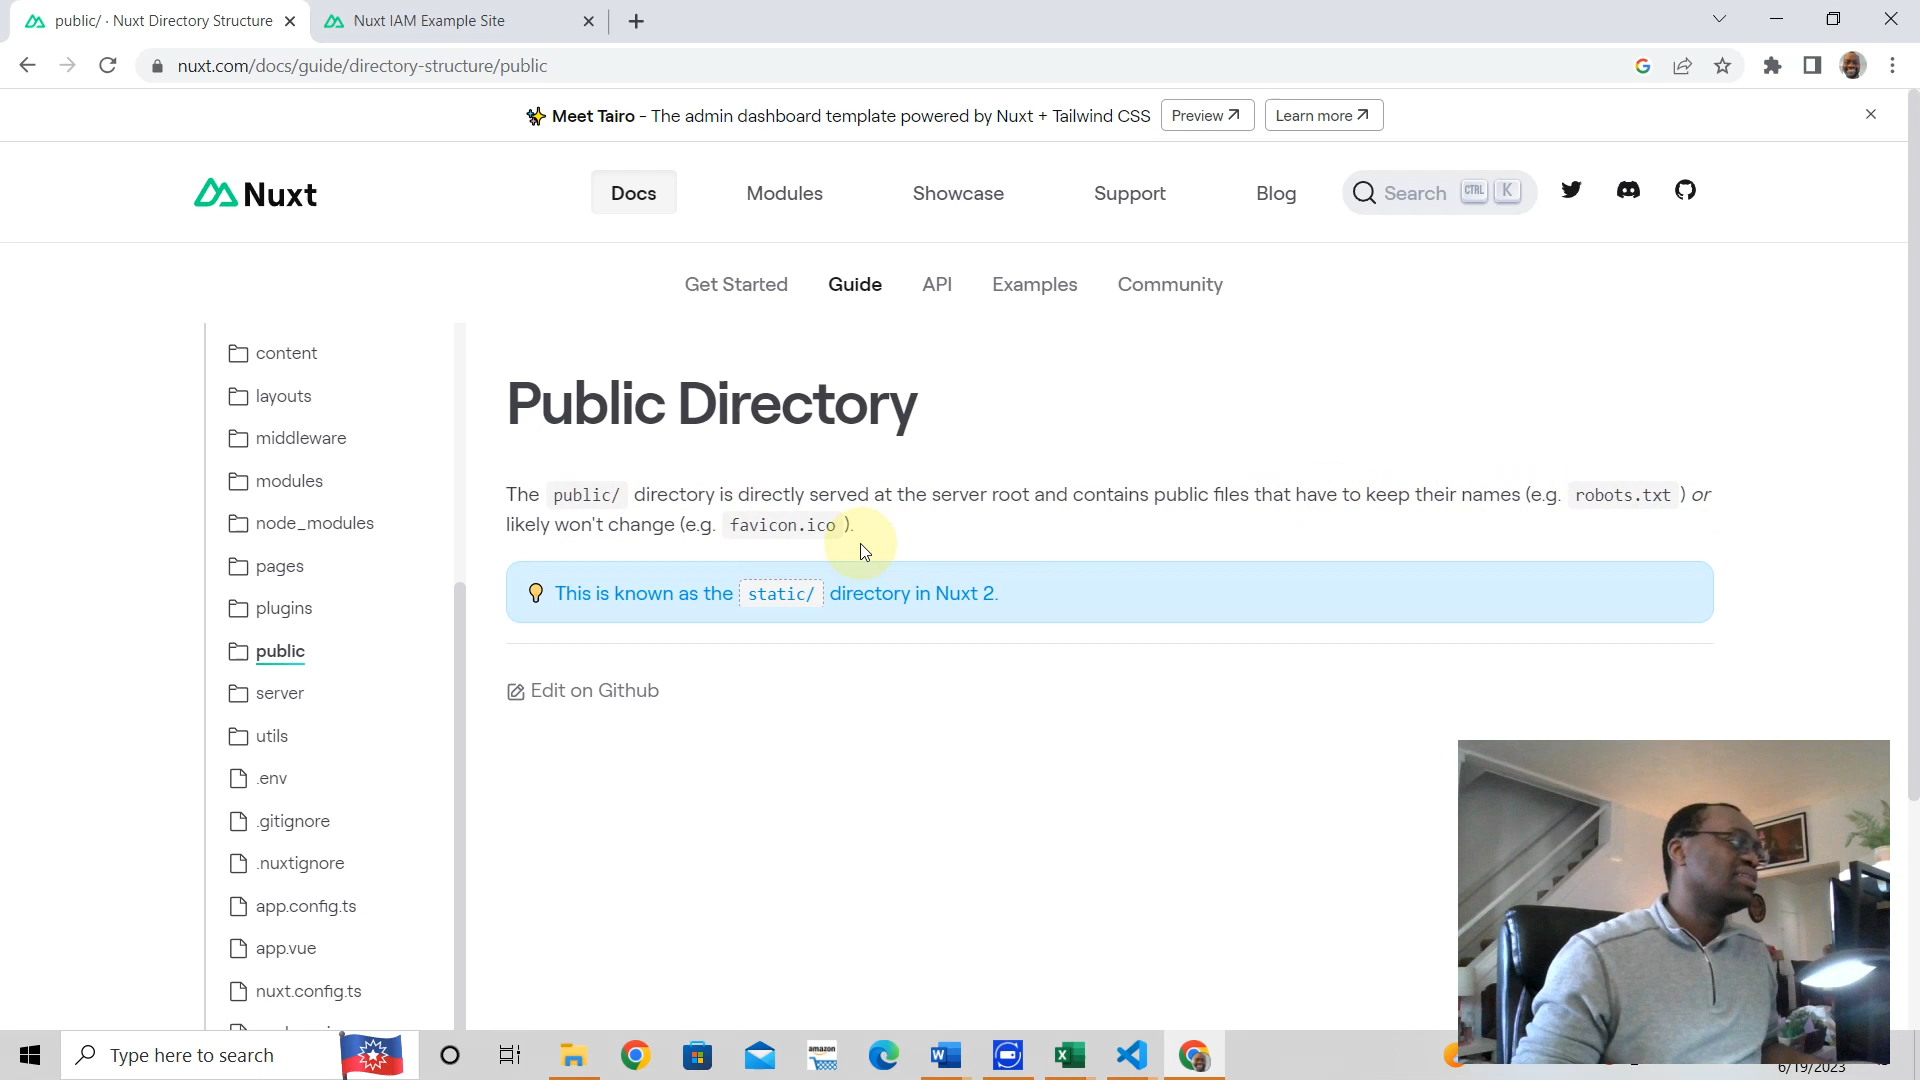 public/ · Nuxt Directory Structure
Nuxt IAM Example Site
nuxt.com/docs/guide/directory-structure/public
Meet Tairo - The admin dashboard template powered by Nuxt + Tailwind CSS
Preview
Learn more
Nuxt
Docs
Modules
Showcase
Support
Blog
Search CTRL K
Get Started
Guide
API
Examples
Community
content
layouts
middleware
modules
node_modules
pages
plugins
public
server
utils
.env
.gitignore
.nuxtignore
app.config.ts
app.vue
nuxt.config.ts
Public Directory
The public/ directory is directly served at the server root and contains public files that have to keep their names (e.g. robots.txt ) or
likely won't change (e.g. favicon.ico ).
This is known as the static/ directory in Nuxt 2.
Edit on Github
Type here to search
amazon
6/19/2023